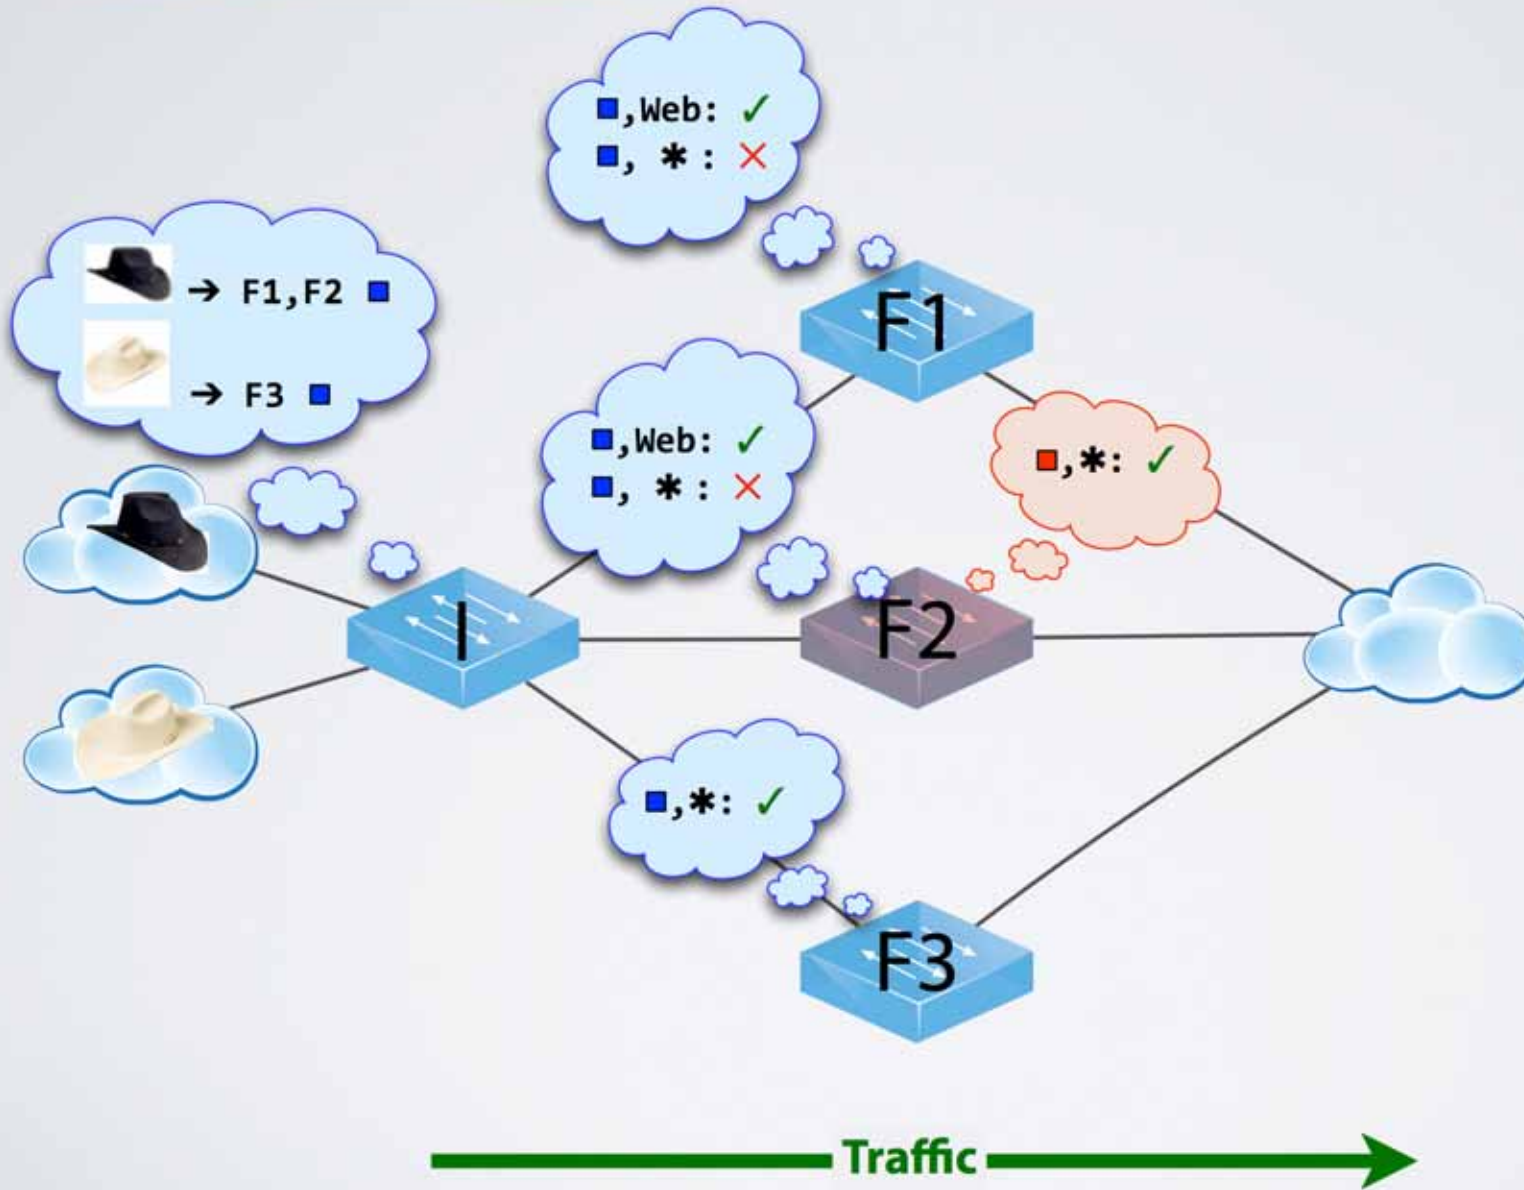 ■,Web: ✓
■, * : ✕
→ F1,F2 ■
→ F3 ■
F1
■,Web: ✓
■, * : ✕
■,*: ✓
I
F2
■,*: ✓
F3
Traffic